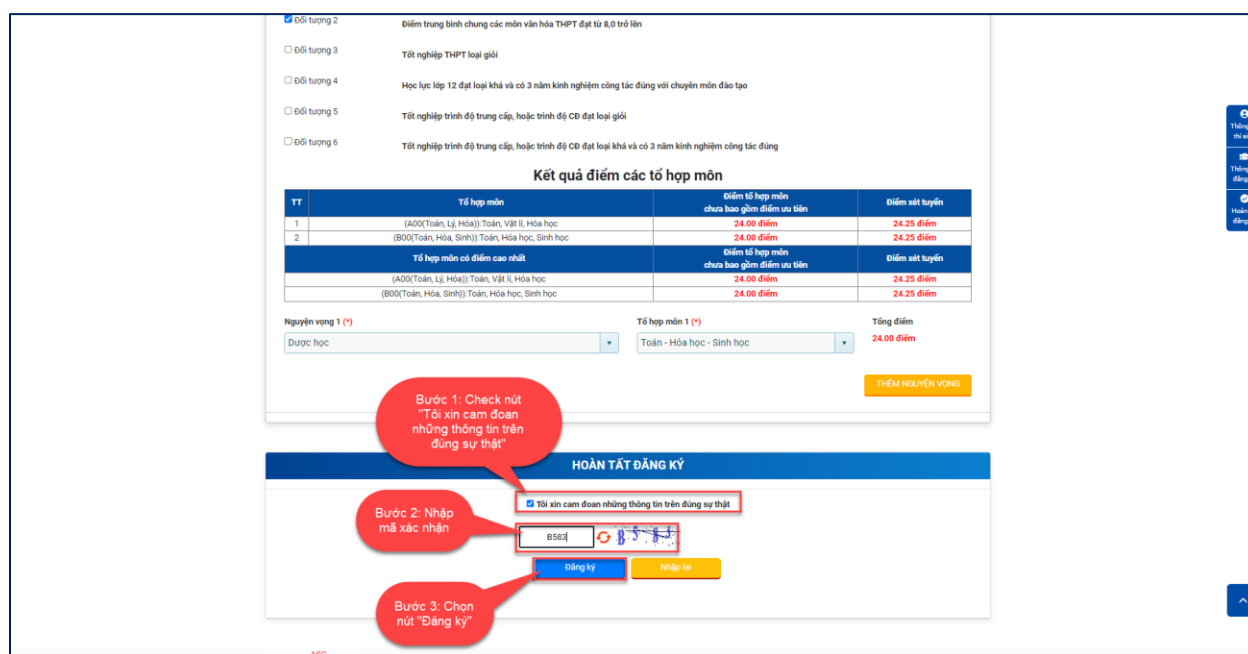 Đối tượng 2 Điểm trung bình chung các môn văn hóa THPT đạt từ 8,0 trở lên
Đối tượng 3 Tốt nghiệp THPT loại giỏi
Đối tượng 4 Học lực lớp 12 đạt loại khá và có 3 năm kinh nghiệm công tác đúng với chuyên môn đào tạo
Đối tượng 5 Tốt nghiệp trình độ trung cấp, hoặc trình độ CĐ đạt loại giỏi
Đối tượng 6 Tốt nghiệp trình độ trung cấp, hoặc trình độ CĐ đạt loại khá và có 3 năm kinh nghiệm công tác đúng
Kết quả điểm các tổ hợp môn
TT Tổ hợp môn Điểm tổ hợp môn chưa bao gồm điểm ưu tiên Điểm xét tuyển
1 (A00(Toán, Lý, Hóa)):Toán, Vật lí, Hóa học 24.00 điểm 24.25 điểm
2 (B00(Toán, Hóa, Sinh)):Toán, Hóa học, Sinh học 24.00 điểm 24.25 điểm
Tổ hợp môn có điểm cao nhất Điểm tổ hợp môn chưa bao gồm điểm ưu tiên Điểm xét tuyển
(A00(Toán, Lý, Hóa)):Toán, Vật lí, Hóa học 24.00 điểm 24.25 điểm
(B00(Toán, Hóa, Sinh)):Toán, Hóa học, Sinh học 24.00 điểm 24.25 điểm
Nguyện vọng 1 (*) Tổ hợp môn 1 (*) Tổng điểm
Dược học Toán - Hóa học - Sinh học 24.00 điểm
THÊM NGUYỆN VỌNG
Bước 1: Check nút
"Tôi xin cam đoan
những thông tin trên
đúng sự thật"
HOÀN TẤT ĐĂNG KÝ
Tôi xin cam đoan những thông tin trên đúng sự thật
Bước 2: Nhập
mã xác nhận
B583 B 5 8 3
Đăng ký Nhập lại
Bước 3: Chọn
nút "Đăng ký"
Thông
thí si
Thông
đăng
Hoàn
đăng